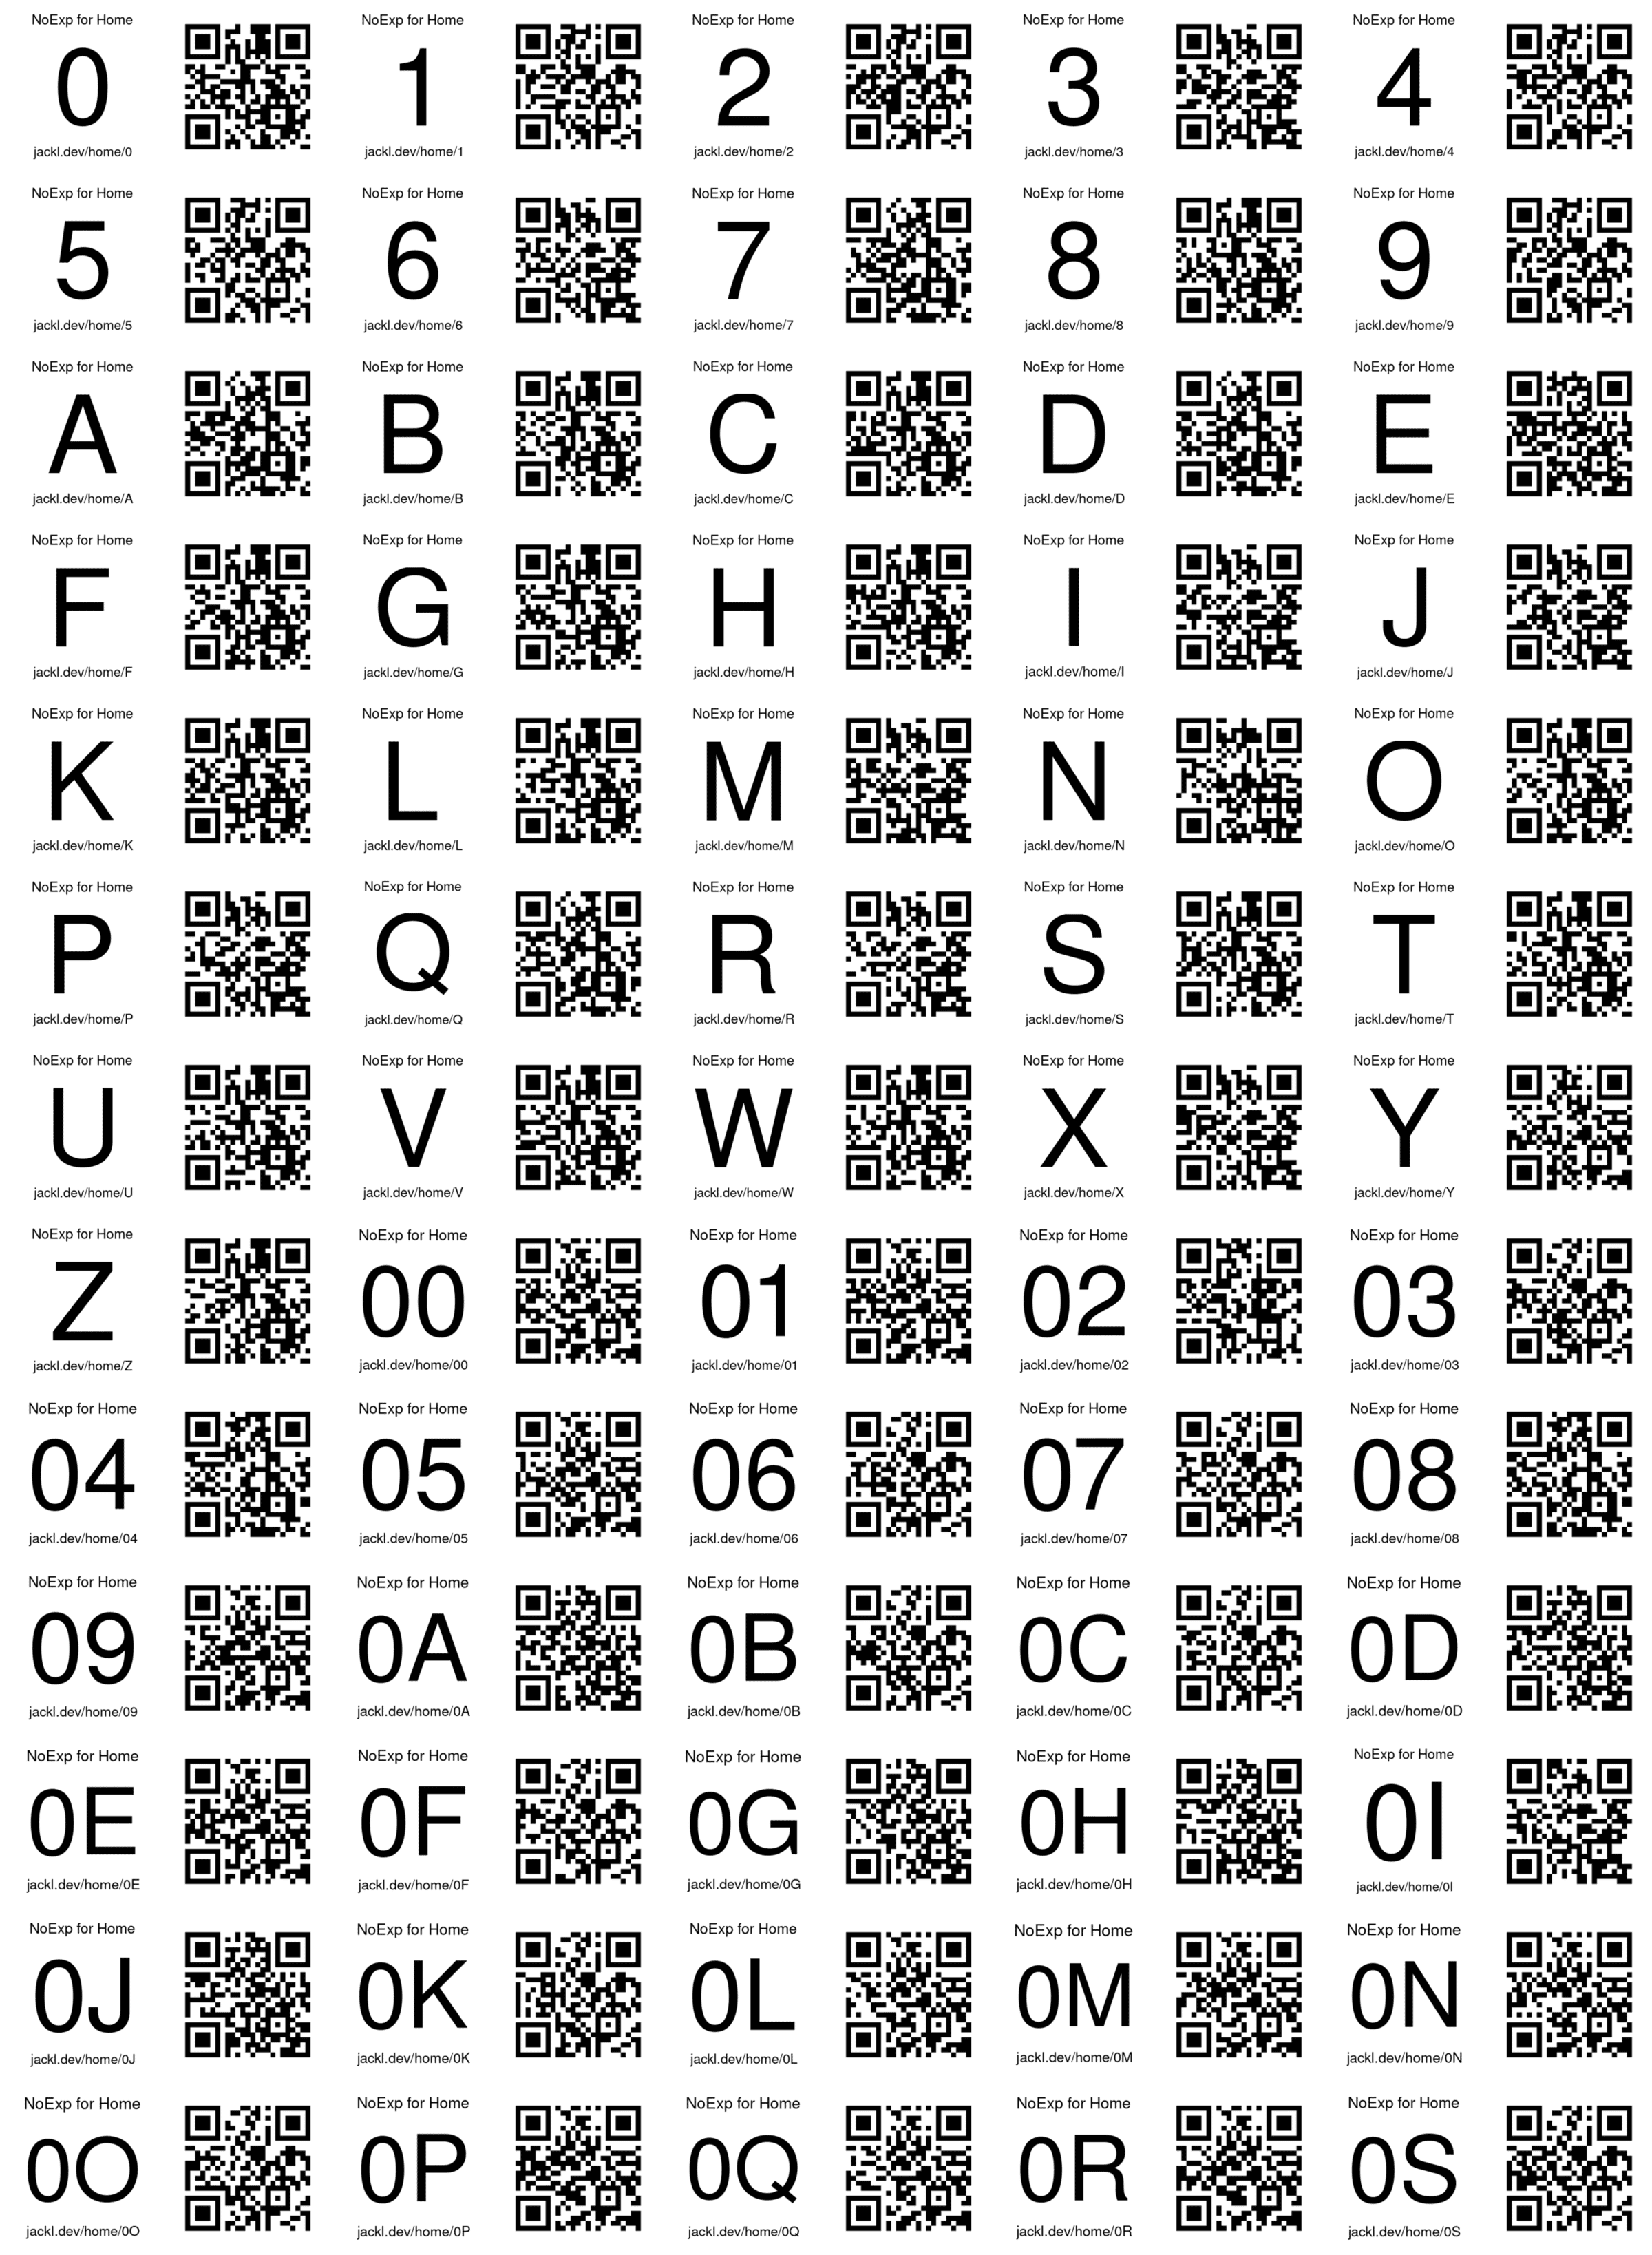 NoExp for Home NoExp for Home NoExp for Home NoExp for Home NoExp for Home
0 1 2 3 4
jackl.dev/home/0 jackl.dev/home/1 jackl.dev/home/2 jackl.dev/home/3 jackl.dev/home/4
NoExp for Home NoExp for Home NoExp for Home NoExp for Home NoExp for Home
5 6 7 8 9
jackl.dev/home/5 jackl.dev/home/6 jackl.dev/home/7 jackl.dev/home/8 jackl.dev/home/9
NoExp for Home NoExp for Home NoExp for Home NoExp for Home NoExp for Home
A B C D E
jackl.dev/home/A jackl.dev/home/B jackl.dev/home/C jackl.dev/home/D jackl.dev/home/E
NoExp for Home NoExp for Home NoExp for Home NoExp for Home NoExp for Home
F G H I J
jackl.dev/home/F jackl.dev/home/G jackl.dev/home/H jackl.dev/home/I jackl.dev/home/J
NoExp for Home NoExp for Home NoExp for Home NoExp for Home NoExp for Home
K L M N O
jackl.dev/home/K jackl.dev/home/L jackl.dev/home/M jackl.dev/home/N jackl.dev/home/O
NoExp for Home NoExp for Home NoExp for Home NoExp for Home NoExp for Home
P Q R S T
jackl.dev/home/P jackl.dev/home/Q jackl.dev/home/R jackl.dev/home/S jackl.dev/home/T
NoExp for Home NoExp for Home NoExp for Home NoExp for Home NoExp for Home
U V W X Y
jackl.dev/home/U jackl.dev/home/V jackl.dev/home/W jackl.dev/home/X jackl.dev/home/Y
NoExp for Home NoExp for Home NoExp for Home NoExp for Home NoExp for Home
Z 00 01 02 03
jackl.dev/home/Z jackl.dev/home/00 jackl.dev/home/01 jackl.dev/home/02 jackl.dev/home/03
NoExp for Home NoExp for Home NoExp for Home NoExp for Home NoExp for Home
04 05 06 07 08
jackl.dev/home/04 jackl.dev/home/05 jackl.dev/home/06 jackl.dev/home/07 jackl.dev/home/08
NoExp for Home NoExp for Home NoExp for Home NoExp for Home NoExp for Home
09 0A 0B 0C 0D
jackl.dev/home/09 jackl.dev/home/0A jackl.dev/home/0B jackl.dev/home/0C jackl.dev/home/0D
NoExp for Home NoExp for Home NoExp for Home NoExp for Home NoExp for Home
0E 0F 0G 0H 0I
jackl.dev/home/0E jackl.dev/home/0F jackl.dev/home/0G jackl.dev/home/0H jackl.dev/home/0I
NoExp for Home NoExp for Home NoExp for Home NoExp for Home NoExp for Home
0J 0K 0L 0M 0N
jackl.dev/home/0J jackl.dev/home/0K jackl.dev/home/0L jackl.dev/home/0M jackl.dev/home/0N
NoExp for Home NoExp for Home NoExp for Home NoExp for Home NoExp for Home
0O 0P 0Q 0R 0S
jackl.dev/home/0O jackl.dev/home/0P jackl.dev/home/0Q jackl.dev/home/0R jackl.dev/home/0S